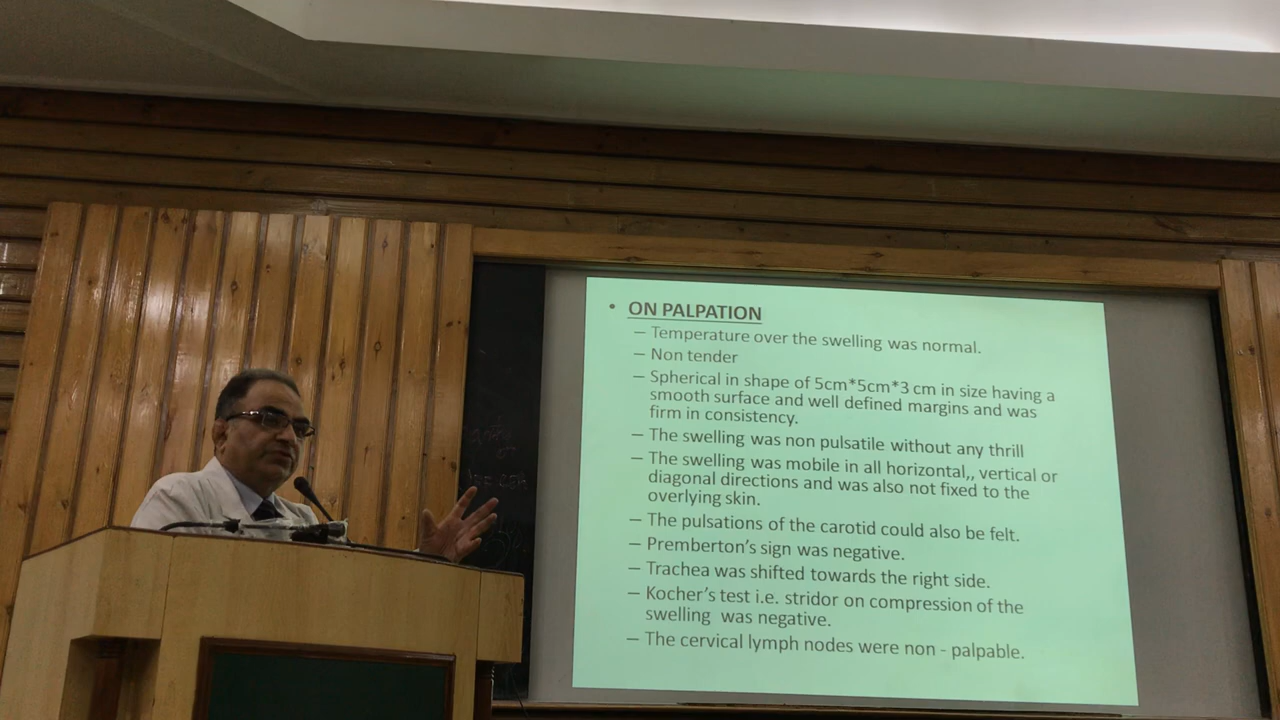 • ON PALPATION
– Temperature over the swelling was normal.
– Non tender
– Spherical in shape of 5cm*5cm*3 cm in size having a
smooth surface and well defined margins and was
firm in consistency.
– The swelling was non pulsatile without any thrill
– The swelling was mobile in all horizontal,, vertical or
diagonal directions and was also not fixed to the
overlying skin.
– The pulsations of the carotid could also be felt.
– Premberton's sign was negative.
– Trachea was shifted towards the right side.
– Kocher's test i.e. stridor on compression of the
swelling was negative.
– The cervical lymph nodes were non - palpable.